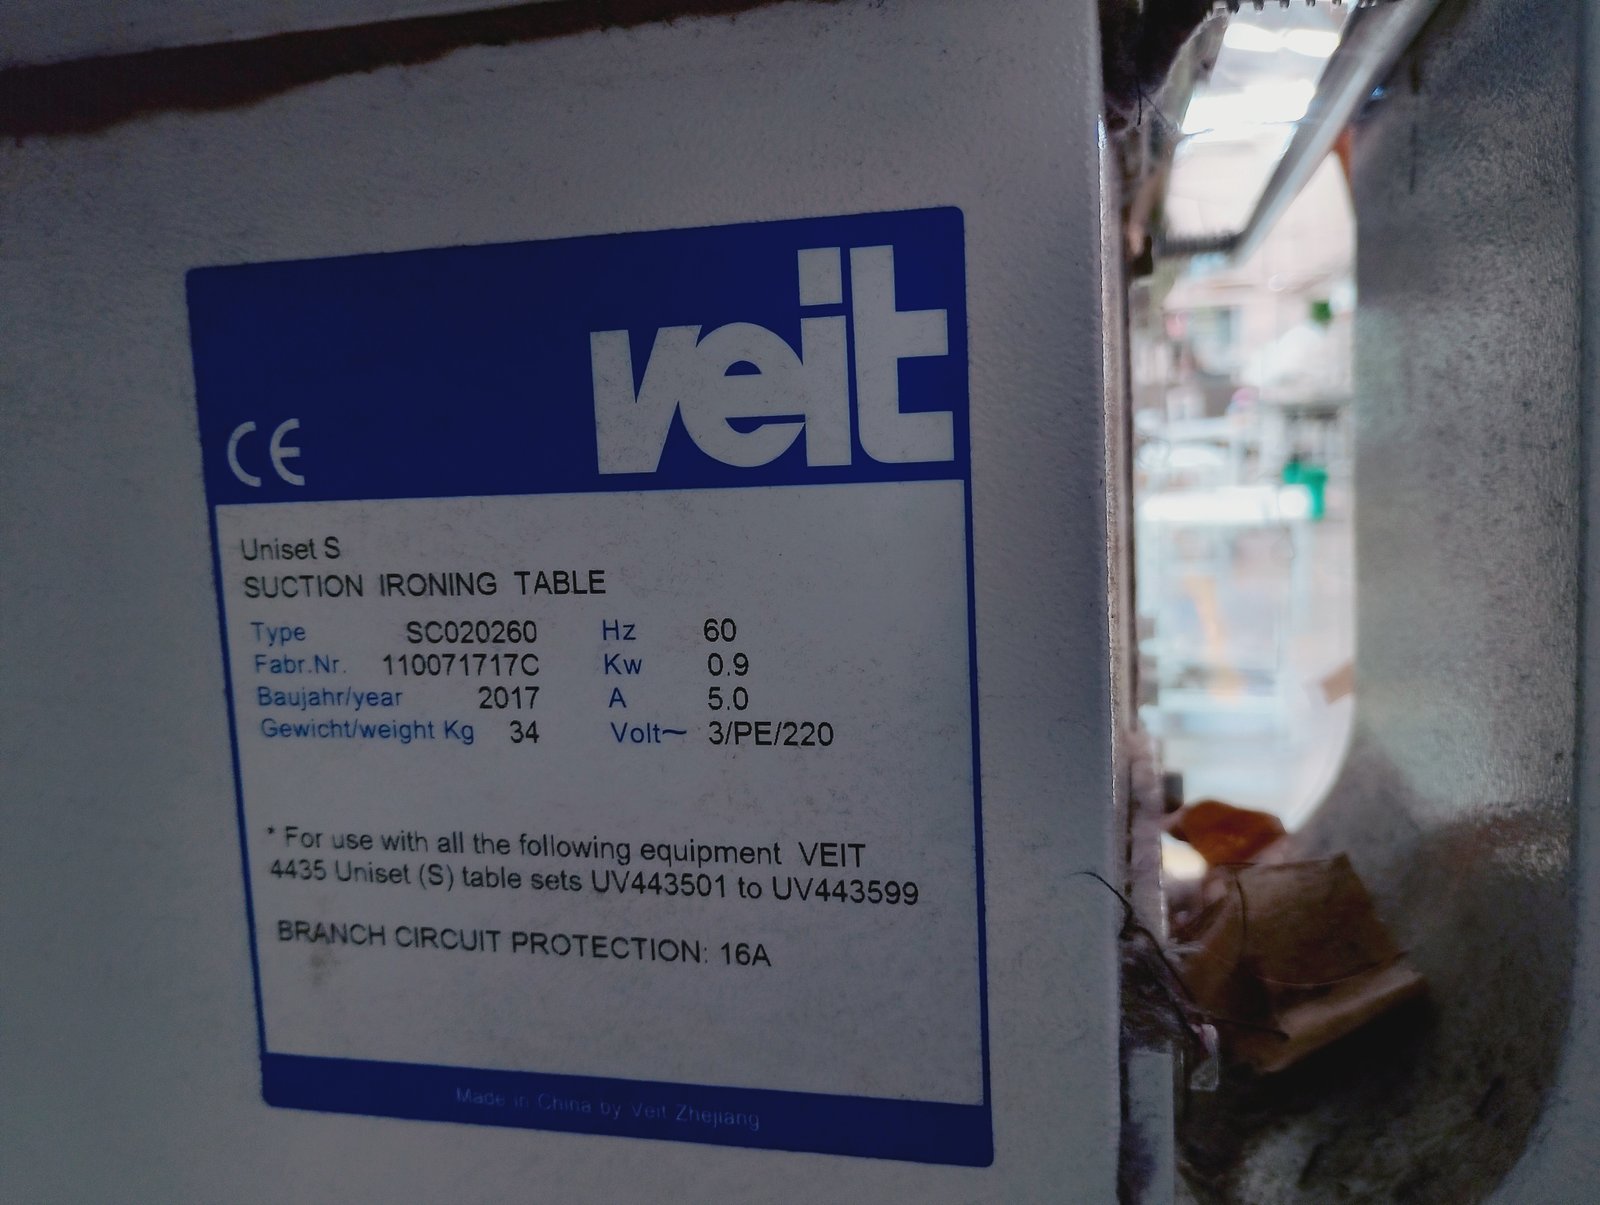 veit
CE
Uniset S
SUCTION IRONING TABLE
Type SC020260 Hz 60
Fabr.Nr. 110071717C Kw 0.9
Baujahr/year 2017 A 5.0
Gewicht/weight Kg 34 Volt~ 3/PE/220
* For use with all the following equipment VEIT
4435 Uniset (S) table sets UV443501 to UV443599
BRANCH CIRCUIT PROTECTION: 16A
Made in China by Veit Zhejiang